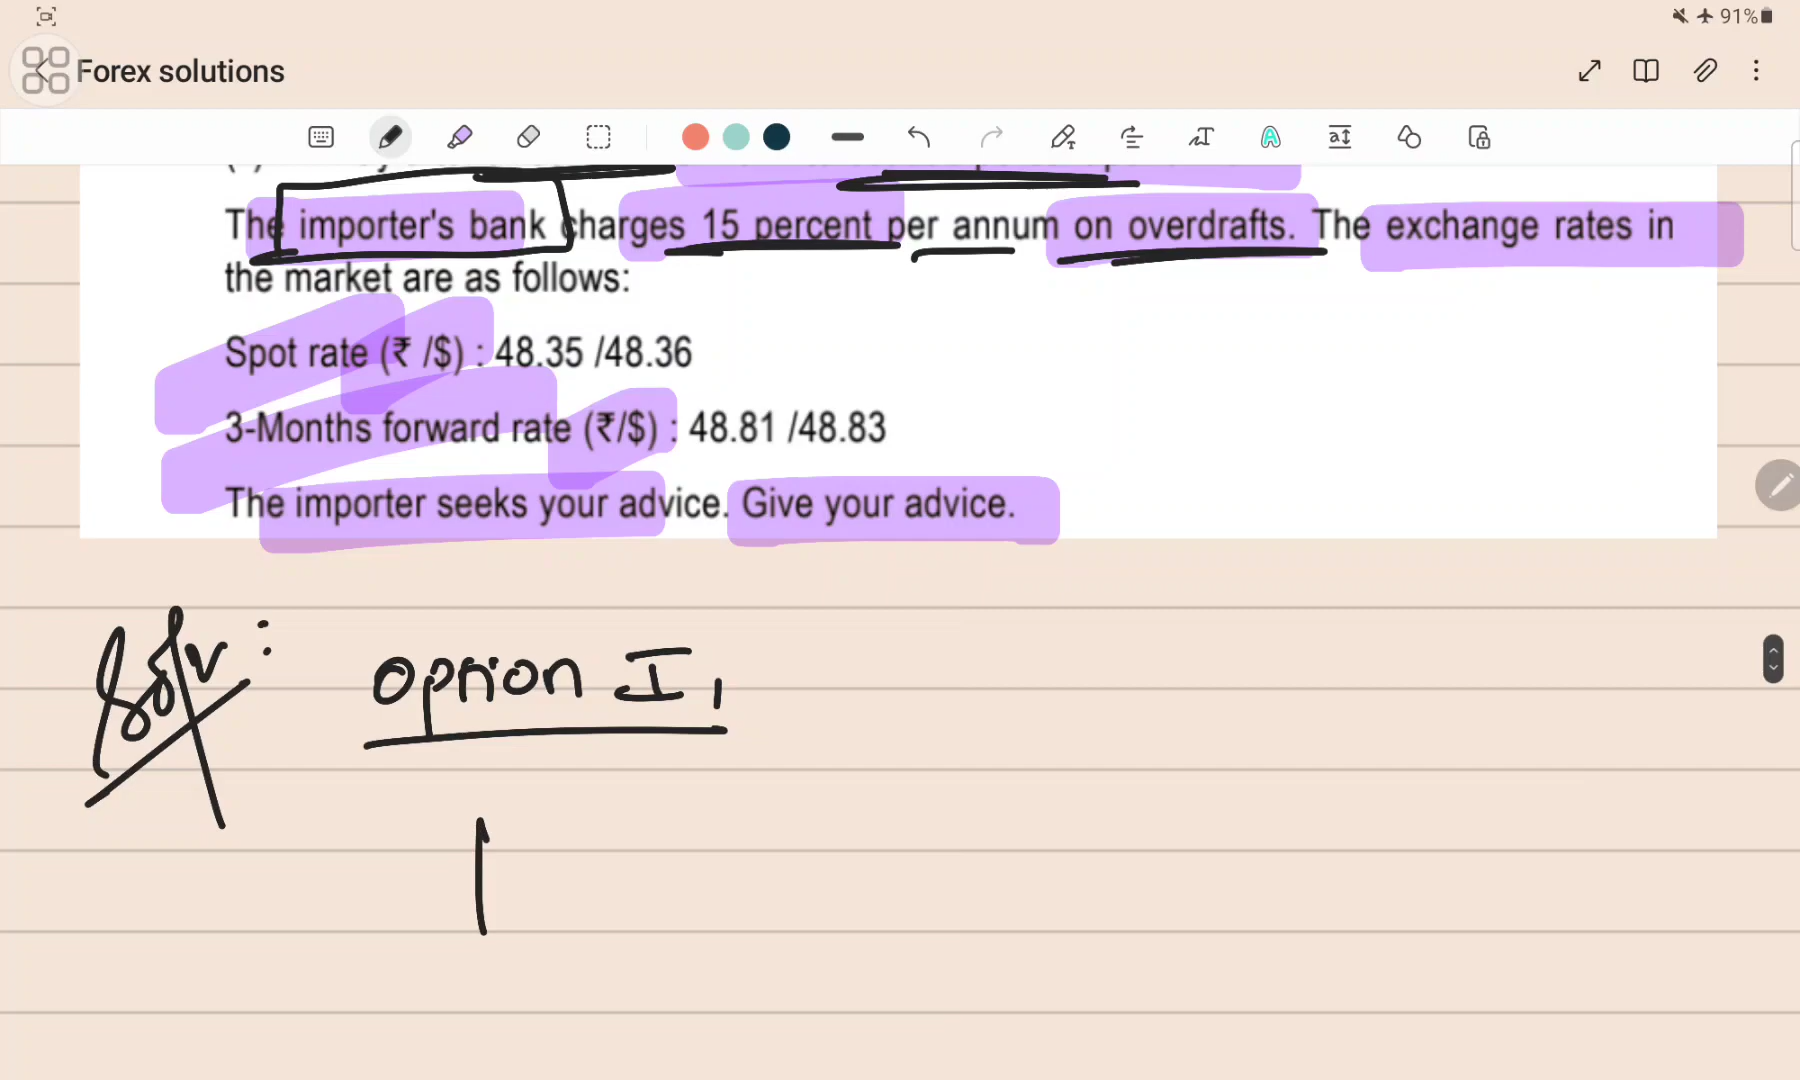 91%
Forex solutions
The importer's bank charges 15 percent per annum on overdrafts. The exchange rates in
the market are as follows:
Spot rate (₹ /$) : 48.35 /48.36
3-Months forward rate (₹/$) : 48.81 /48.83
The importer seeks your advice. Give your advice.
Soln:
option I,